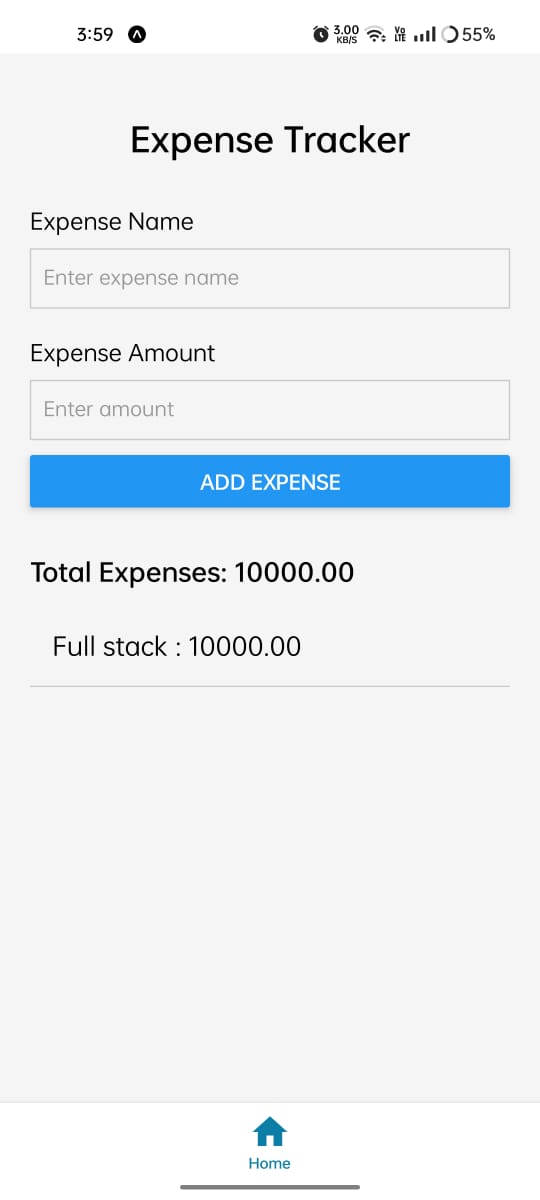 3:59 3.00 KB/S Vo LTE 55%
Expense Tracker
Expense Name
Enter expense name
Expense Amount
Enter amount
ADD EXPENSE
Total Expenses: 10000.00
Full stack : 10000.00
Home